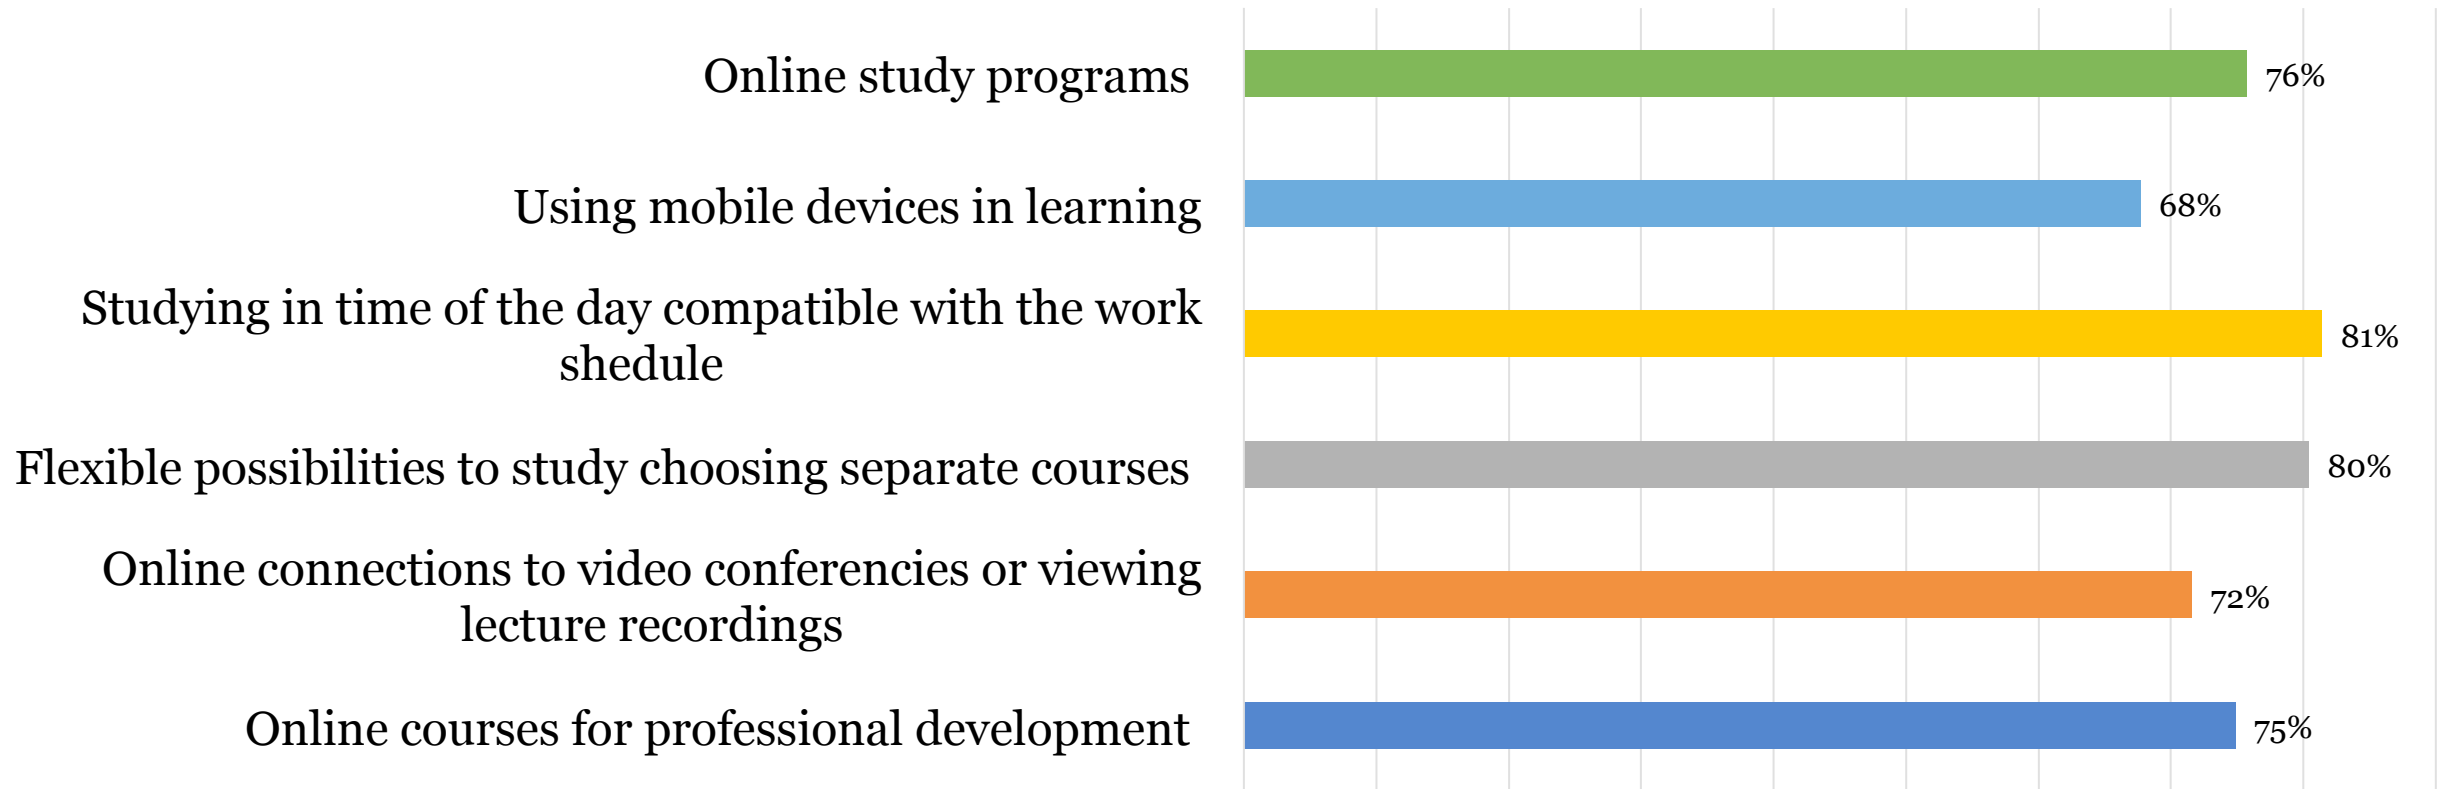 Online study programs
76%
Using mobile devices in learning
68%
Studying in time of the day compatible with the work
shedule
81%
Flexible possibilities to study choosing separate courses
80%
Online connections to video conferencies or viewing
lecture recordings
72%
Online courses for professional development
75%